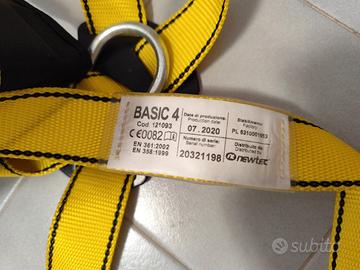 BASIC 4
Cod. 121093
CE0082
EN 361:2002
EN 358:1999
Data di produzione:
Production date:
07.2020
Numero di serie:
Serial number:
20321198
Stabilimento:
Factory
PL 6310001953
Distribuito da:
Distributed by:
newtec
subito